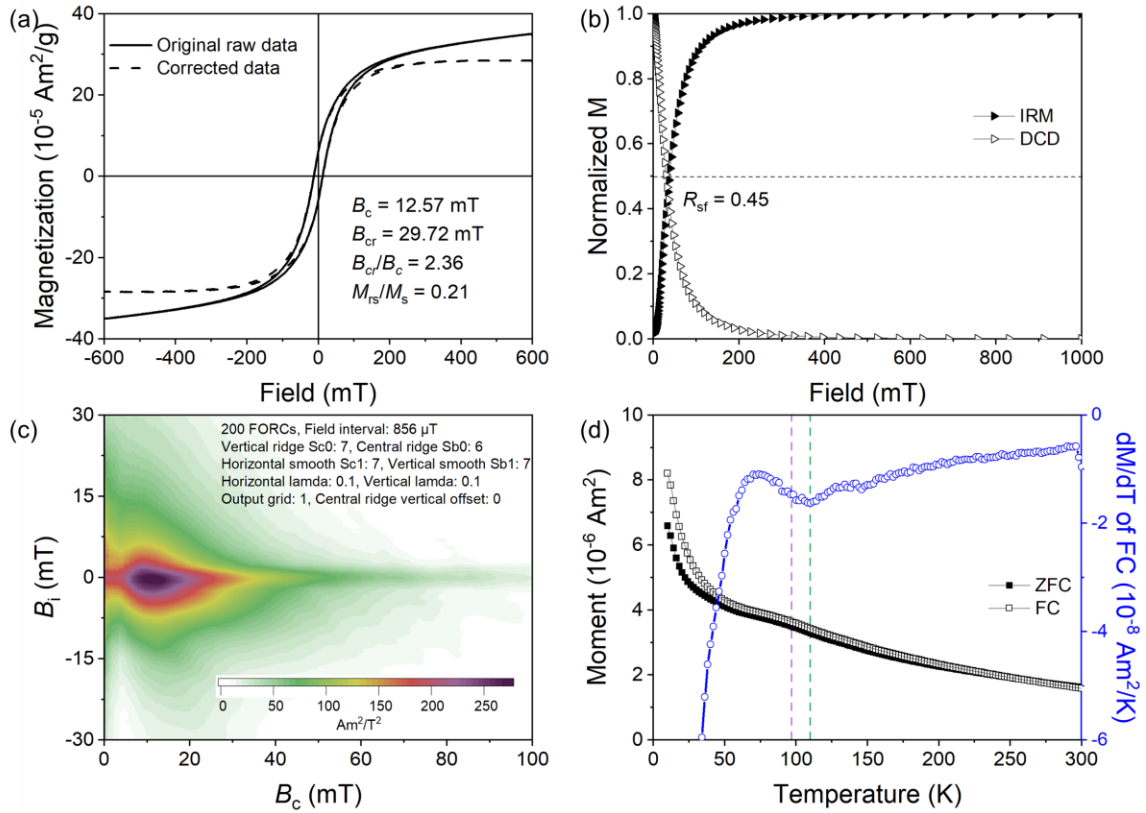 (a)
40
20
0
-20
-40
Magnetization (10⁻⁵ Am²/g)
Original raw data
Corrected data
Bc = 12.57 mT
Bcr = 29.72 mT
Bcr/Bc = 2.36
Mrs/Ms = 0.21
-600 -400 -200 0 200 400 600
Field (mT)
(b)
1.0
0.8
0.6
0.4
0.2
0.0
Normalized M
IRM
DCD
Rsf = 0.45
0 200 400 600 800 1000
Field (mT)
(c)
30
15
0
-15
-30
Bi (mT)
200 FORCs, Field interval: 856 μT
Vertical ridge Sc0: 7, Central ridge Sb0: 6
Horizontal smooth Sc1: 7, Vertical smooth Sb1: 7
Horizontal lamda: 0.1, Vertical lamda: 0.1
Output grid: 1, Central ridge vertical offset: 0
0 50 100 150 200 250
Am²/T²
0 20 40 60 80 100
Bc (mT)
(d)
10
8
6
4
2
0
Moment (10⁻⁶ Am²)
ZFC
FC
0
-2
-4
-6
dM/dT of FC (10⁻⁸ Am²/K)
0 50 100 150 200 250 300
Temperature (K)